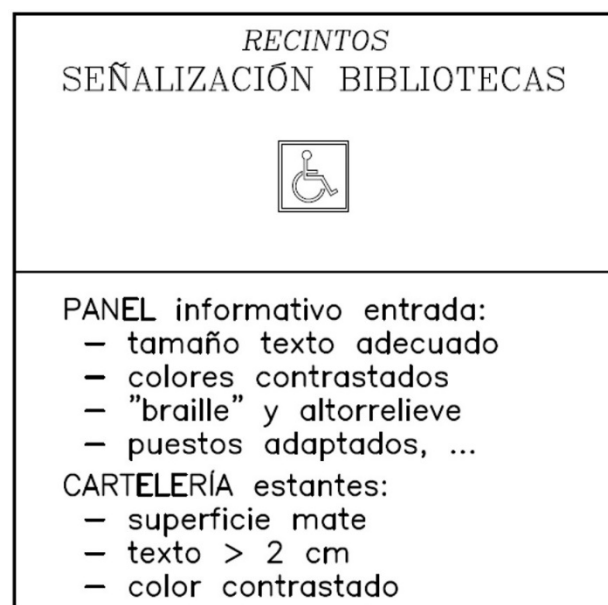 RECINTOS
SEÑALIZACIÓN BIBLIOTECAS
PANEL informativo entrada:
– tamaño texto adecuado
– colores contrastados
– "braille" y altorrelieve
– puestos adaptados, ...
CARTELERÍA estantes:
– superficie mate
– texto > 2 cm
– color contrastado